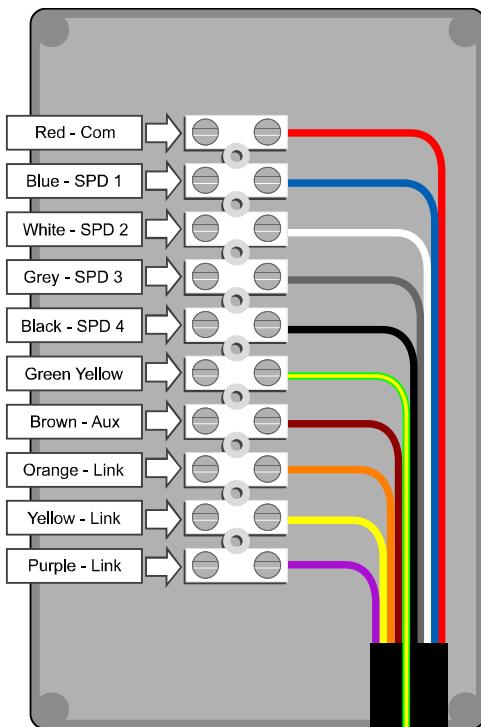 Red - Com
Blue - SPD 1
White - SPD 2
Grey - SPD 3
Black - SPD 4
Green Yellow
Brown - Aux
Orange - Link
Yellow - Link
Purple - Link